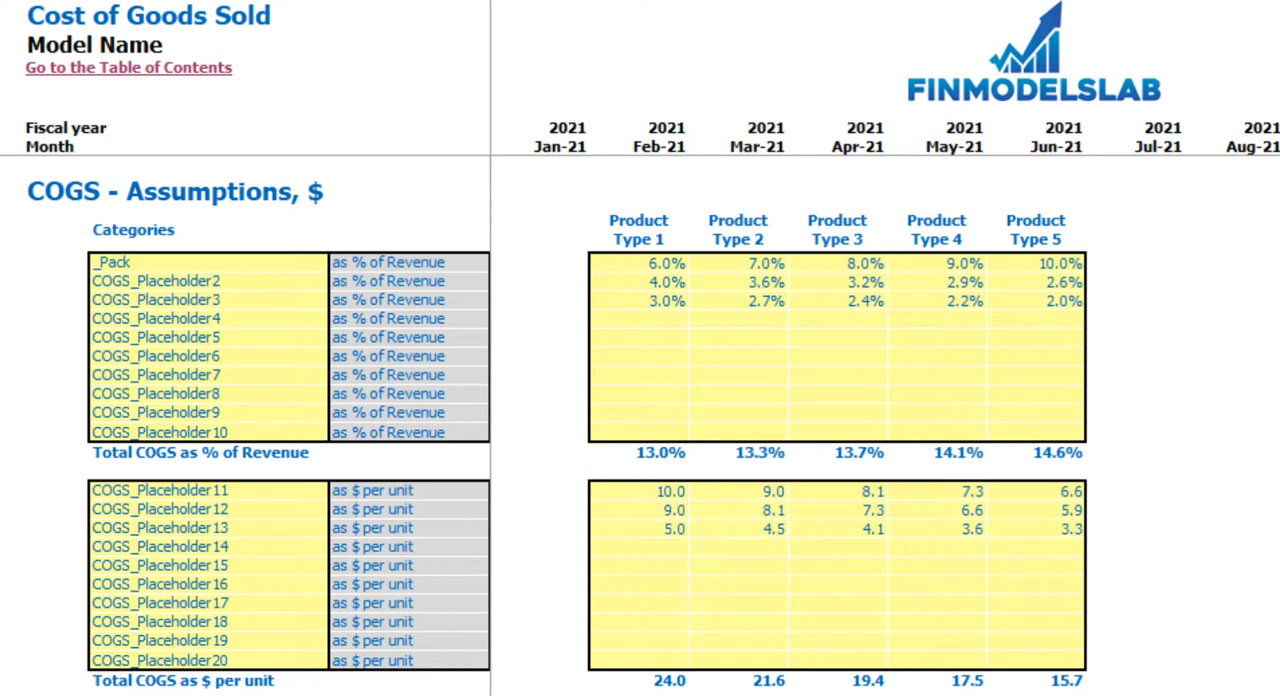 Cost of Goods Sold
Model Name
Go to the Table of Contents
FINMODELSLAB
Fiscal year 2021 2021 2021 2021 2021 2021 2021 2021
Month Jan-21 Feb-21 Mar-21 Apr-21 May-21 Jun-21 Jul-21 Aug-21
COGS - Assumptions, $
Categories
Product Product Product Product Product
Type 1 Type 2 Type 3 Type 4 Type 5
_Pack as % of Revenue 6.0% 7.0% 8.0% 9.0% 10.0%
COGS_Placeholder2 as % of Revenue 4.0% 3.6% 3.2% 2.9% 2.6%
COGS_Placeholder3 as % of Revenue 3.0% 2.7% 2.4% 2.2% 2.0%
COGS_Placeholder4 as % of Revenue
COGS_Placeholder5 as % of Revenue
COGS_Placeholder6 as % of Revenue
COGS_Placeholder7 as % of Revenue
COGS_Placeholder8 as % of Revenue
COGS_Placeholder9 as % of Revenue
COGS_Placeholder10 as % of Revenue
Total COGS as % of Revenue 13.0% 13.3% 13.7% 14.1% 14.6%
COGS_Placeholder11 as $ per unit 10.0 9.0 8.1 7.3 6.6
COGS_Placeholder12 as $ per unit 9.0 8.1 7.3 6.6 5.9
COGS_Placeholder13 as $ per unit 5.0 4.5 4.1 3.6 3.3
COGS_Placeholder14 as $ per unit
COGS_Placeholder15 as $ per unit
COGS_Placeholder16 as $ per unit
COGS_Placeholder17 as $ per unit
COGS_Placeholder18 as $ per unit
COGS_Placeholder19 as $ per unit
COGS_Placeholder20 as $ per unit
Total COGS as $ per unit 24.0 21.6 19.4 17.5 15.7